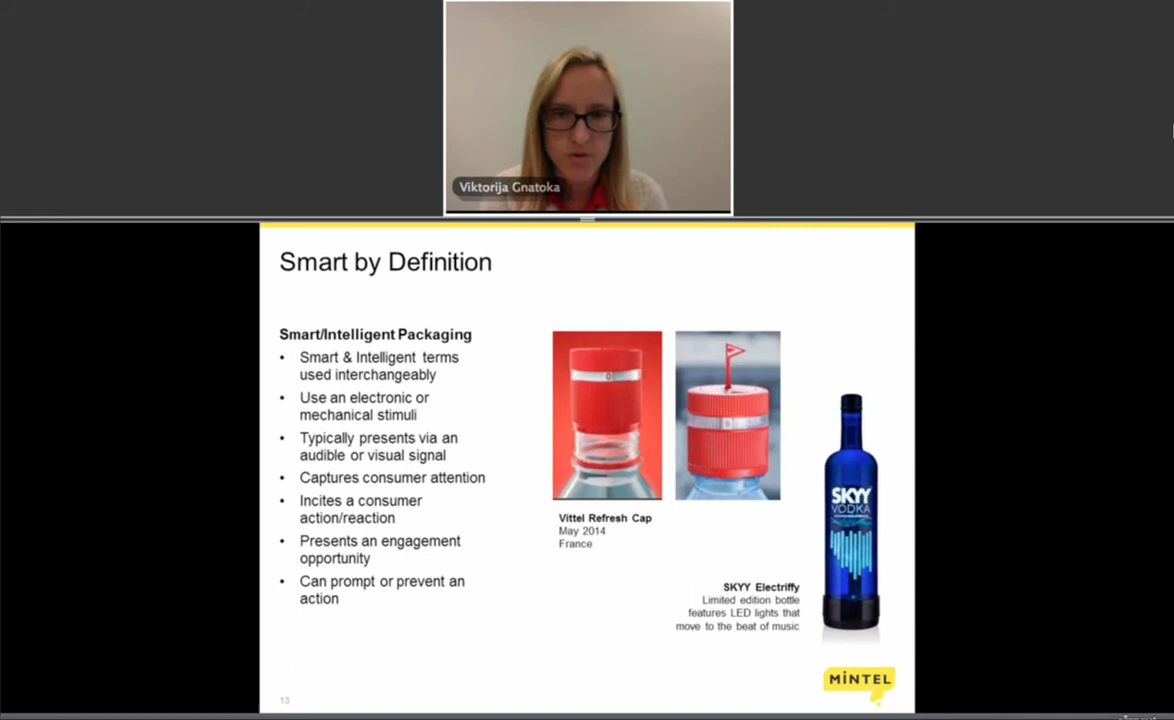 Viktorija Gnatoka
Smart by Definition
Smart/Intelligent Packaging
• Smart & Intelligent terms
used interchangeably
• Use an electronic or
mechanical stimuli
• Typically presents via an
audible or visual signal
• Captures consumer attention
• Incites a consumer
action/reaction
• Presents an engagement
opportunity
• Can prompt or prevent an
action
Vittel Refresh Cap
May 2014
France
SKYY
VODKA
SKYY Electriffy
Limited edition bottle
features LED lights that
move to the beat of music
MiNTEL
13